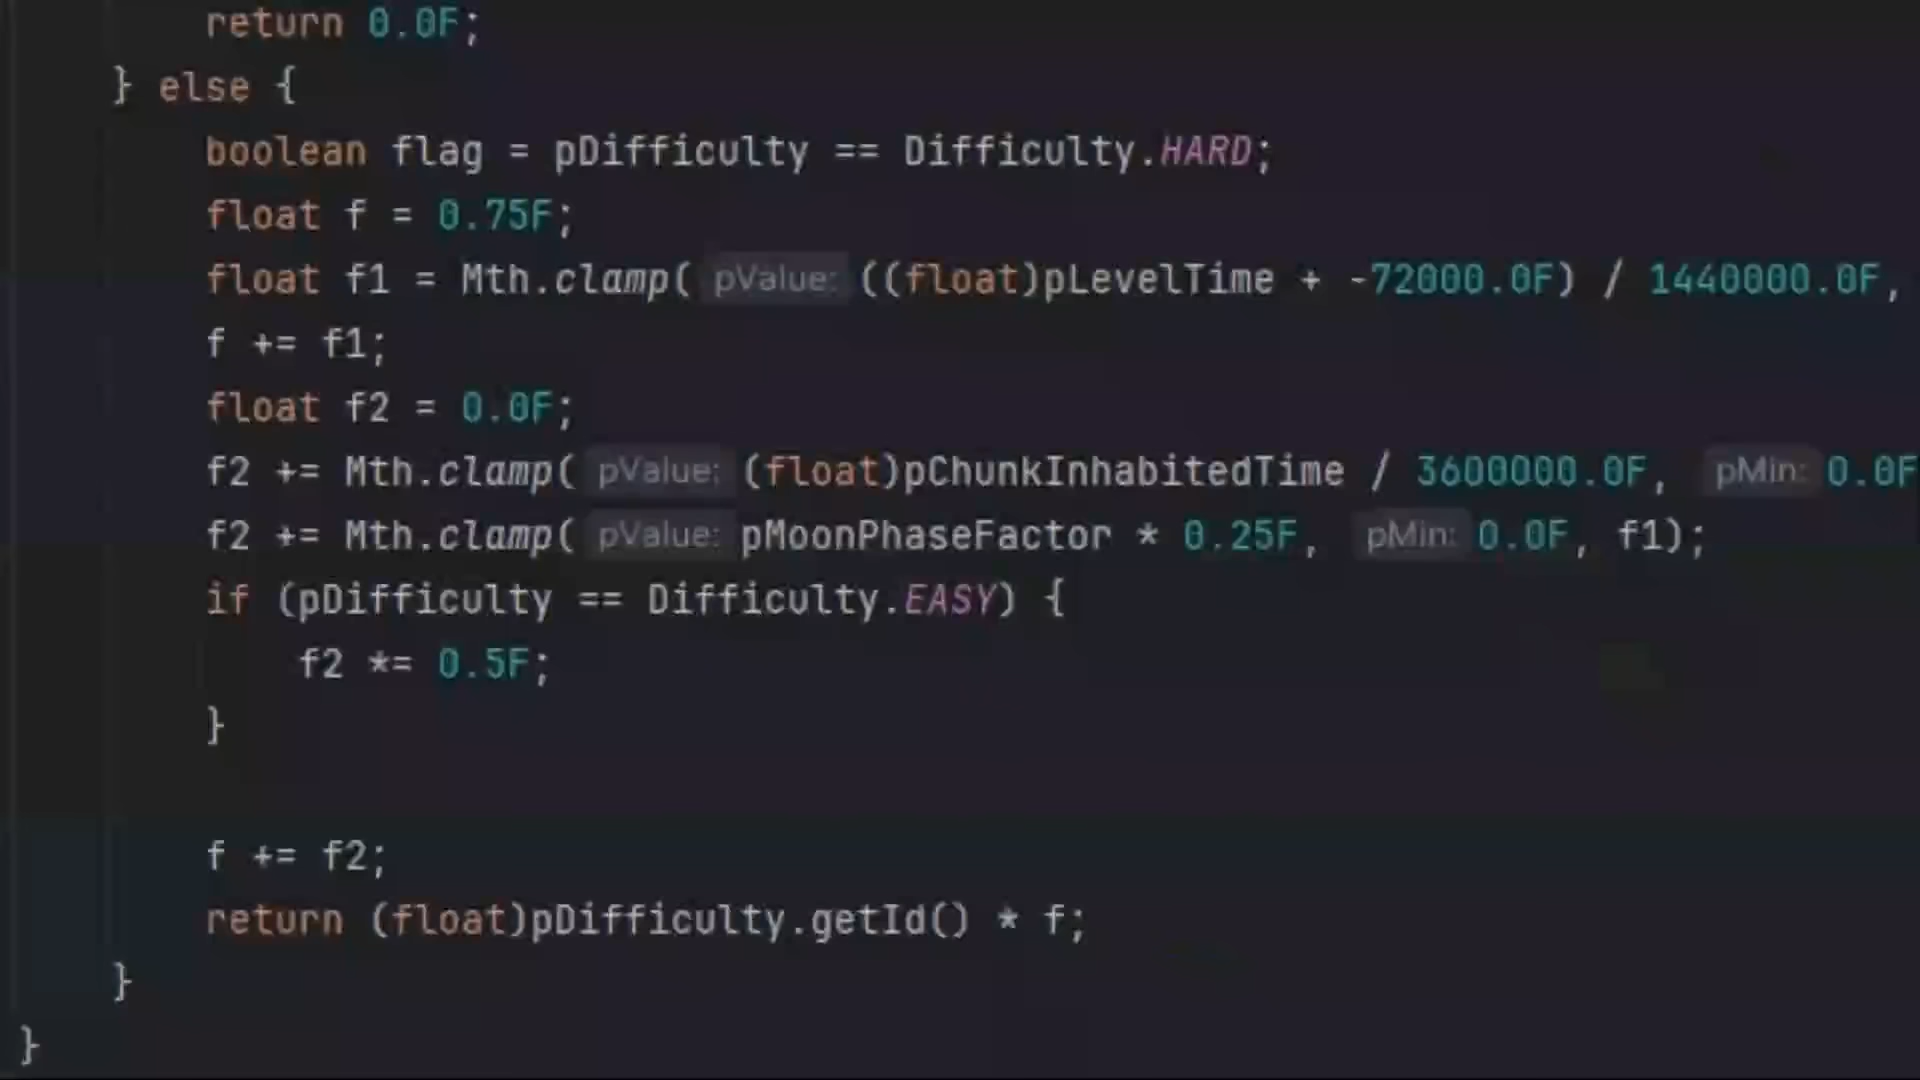 return 0.0F;
} else {
boolean flag = pDifficulty == Difficulty.HARD;
float f = 0.75F;
float f1 = Mth.clamp( pValue: ((float)pLevelTime + -72000.0F) / 1440000.0F,
f += f1;
float f2 = 0.0F;
f2 += Mth.clamp( pValue: (float)pChunkInhabitedTime / 3600000.0F, pMin: 0.0F
f2 += Mth.clamp( pValue: pMoonPhaseFactor * 0.25F, pMin: 0.0F, f1);
if (pDifficulty == Difficulty.EASY) {
f2 *= 0.5F;
}
f += f2;
return (float)pDifficulty.getId() * f;
}
}